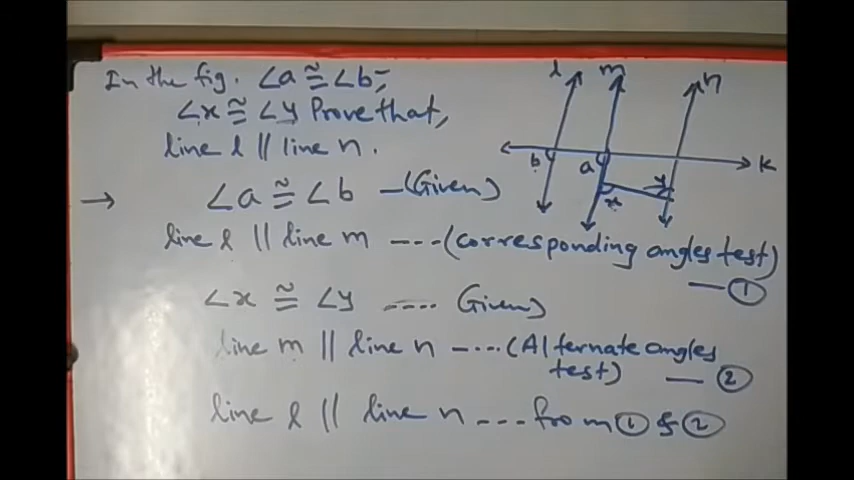 In the fig. ∠a ≅ ∠b,
∠x ≅ ∠y Prove that,
line l || line n.
l m n
b a k
x y
→ ∠a ≅ ∠b —(Given)
line l || line m ----(corresponding angles test)
— ①
∠x ≅ ∠y ---- Given)
line m || line n ----(Alternate angles
test) — ②
line l || line n ---- from ① & ②